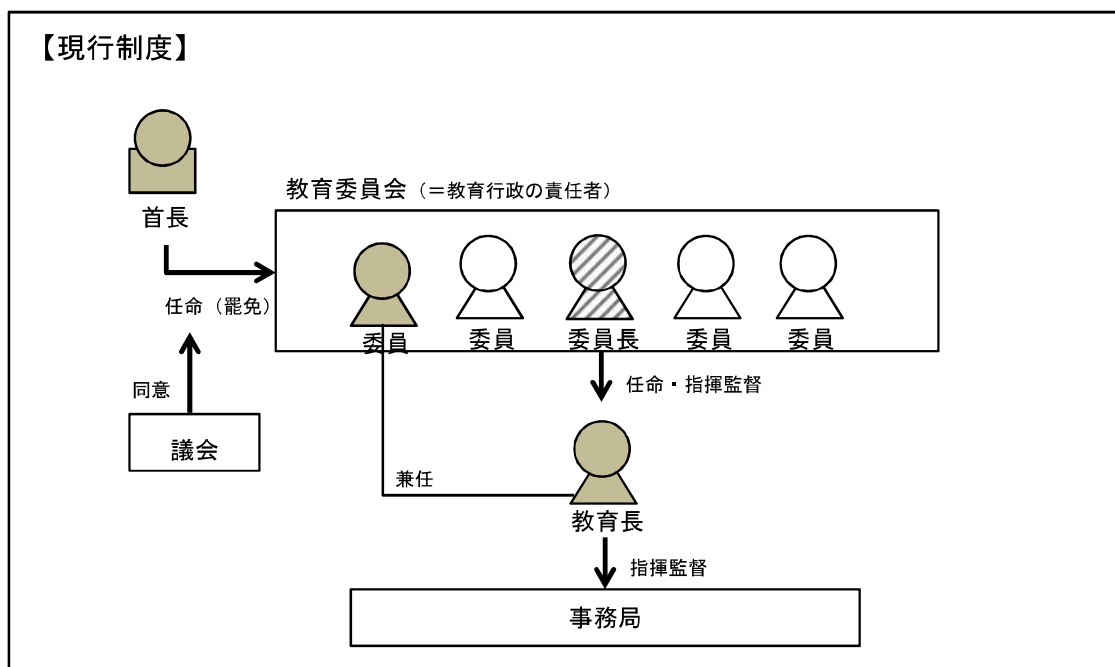 【現行制度】
首長
教育委員会（＝教育行政の責任者）
任命（罷免）
委員
委員
委員長
委員
委員
同意
議会
任命・指揮監督
兼任
教育長
指揮監督
事務局